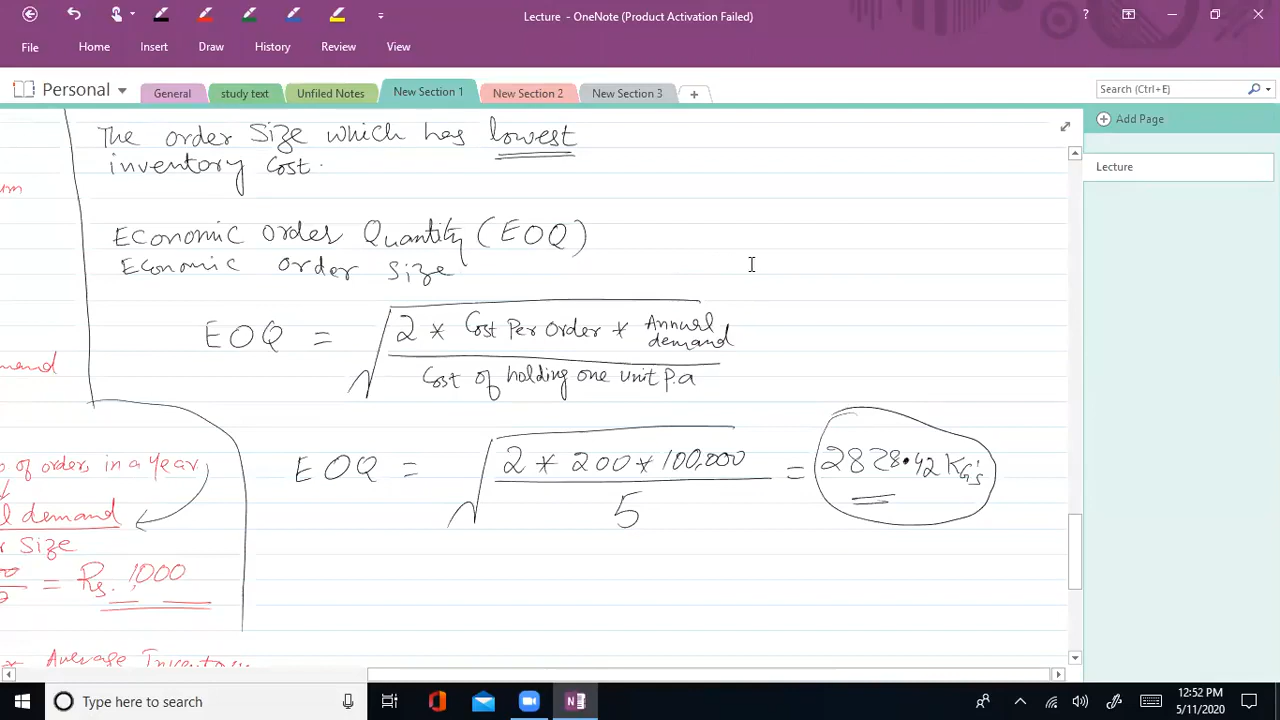 Lecture - OneNote (Product Activation Failed)
File Home Insert Draw History Review View
Personal General study text Unfiled Notes New Section 1 New Section 2 New Section 3
Search (Ctrl+E)
Add Page
Lecture
The order Size which has lowest
inventory Cost.
um
Economic order Quantity (EOQ)
Economic order size
EOQ = √ 2 * Cost Per order * Annual demand
Cost of holding one unit P.a
mand
EOQ = √ 2 * 200 * 100,000 / 5 = 2828.42 KG's
of orders in a year
l demand
Size
= Rs. 1000
* Average Inventory
Type here to search
12:52 PM
5/11/2020